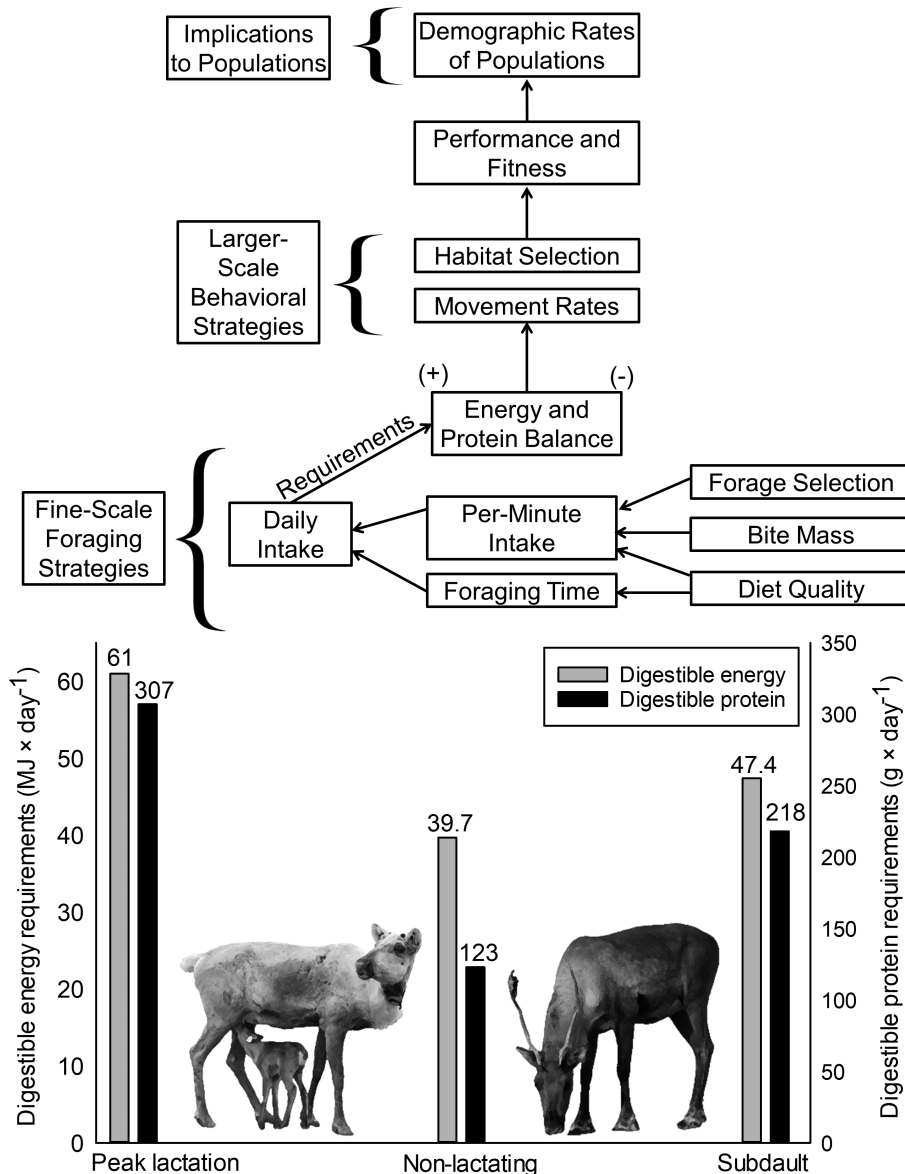 Implications
to Populations
Demographic Rates
of Populations
Performance and
Fitness
Larger-
Scale
Behavioral
Strategies
Habitat Selection
Movement Rates
(+)
(-)
Energy and
Protein Balance
Requirements
Fine-Scale
Foraging
Strategies
Daily
Intake
Per-Minute
Intake
Foraging Time
Forage Selection
Bite Mass
Diet Quality
Digestible energy requirements (MJ × day⁻¹)
60
50
40
30
20
10
0
61
307
39.7
123
47.4
218
Digestible energy
Digestible protein
350
300
250
200
150
100
50
0
Digestible protein requirements (g × day⁻¹)
Peak lactation
Non-lactating
Subdault